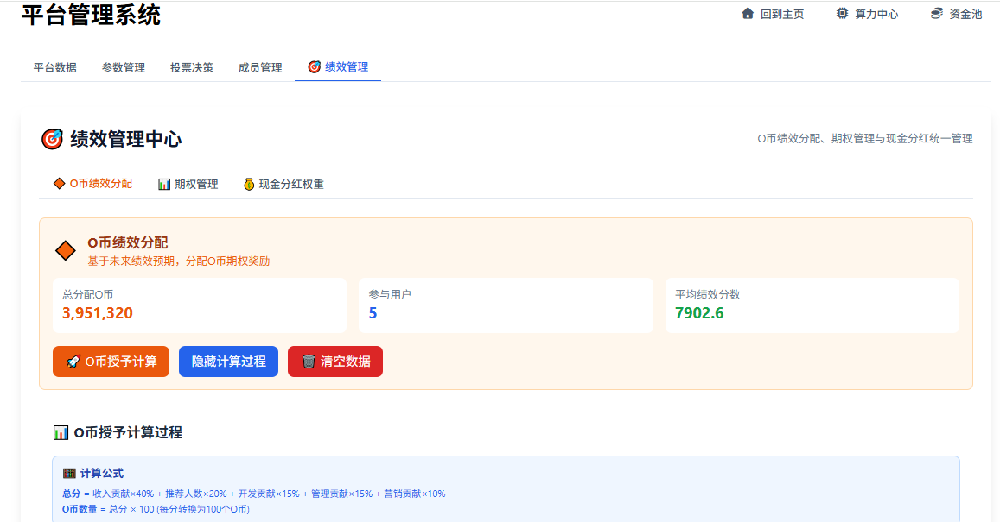 平台管理系统
回到主页 算力中心 资金池
平台数据 参数管理 投票决策 成员管理 绩效管理
绩效管理中心
O币绩效分配、期权管理与现金分红统一管理
O币绩效分配 期权管理 现金分红权重
O币绩效分配
基于未来绩效预期，分配O币期权奖励
总分配O币 参与用户 平均绩效分数
3,951,320 5 7902.6
O币授予计算 隐藏计算过程 清空数据
O币授予计算过程
计算公式
总分 = 收入贡献×40% + 推荐人数×20% + 开发贡献×15% + 管理贡献×15% + 营销贡献×10%
O币数量 = 总分 × 100 (每分转换为100个O币)